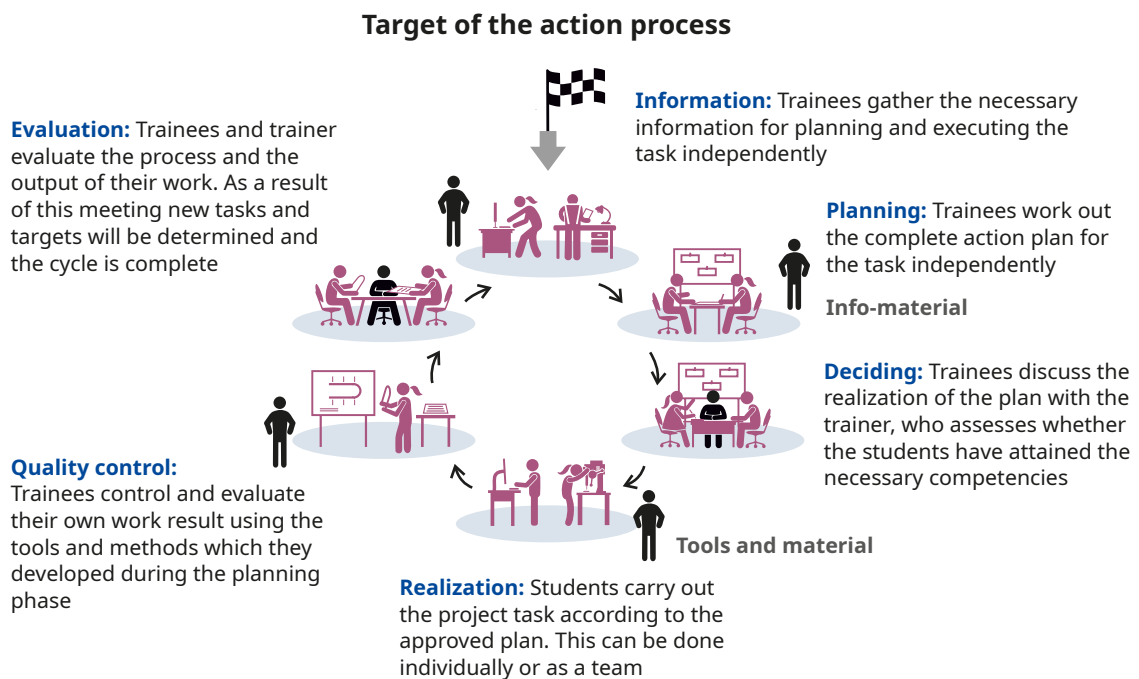 Target of the action process
Information: Trainees gather the necessary
information for planning and executing the
task independently
Planning: Trainees work out
the complete action plan for
the task independently
Info-material
Deciding: Trainees discuss the
realization of the plan with the
trainer, who assesses whether
the students have attained the
necessary competencies
Tools and material
Realization: Students carry out
the project task according to the
approved plan. This can be done
individually or as a team
Quality control:
Trainees control and evaluate
their own work result using the
tools and methods which they
developed during the planning
phase
Evaluation: Trainees and trainer
evaluate the process and the
output of their work. As a result
of this meeting new tasks and
targets will be determined and
the cycle is complete